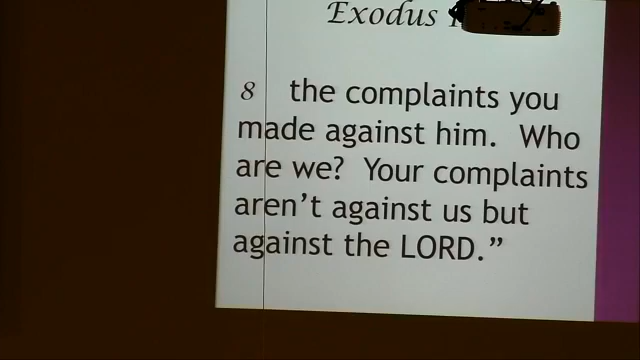 Exodus
8 the complaints you
made against him. Who
are we? Your complaints
aren't against us but
against the LORD.”